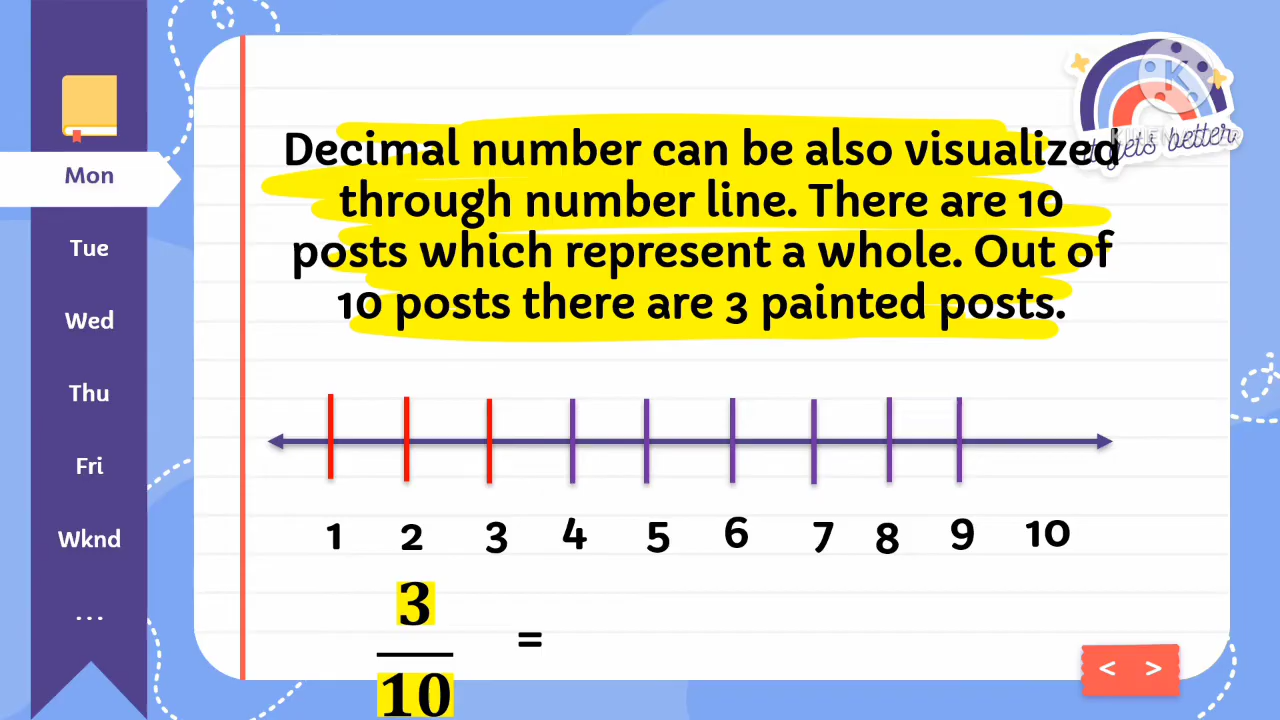 Mon
Tue
Wed
Thu
Fri
Wknd
...
Decimal number can be also visualized
through number line. There are 10
posts which represent a whole. Out of
10 posts there are 3 painted posts.
1 2 3 4 5 6 7 8 9 10
3
=
10
gets better
K
< >